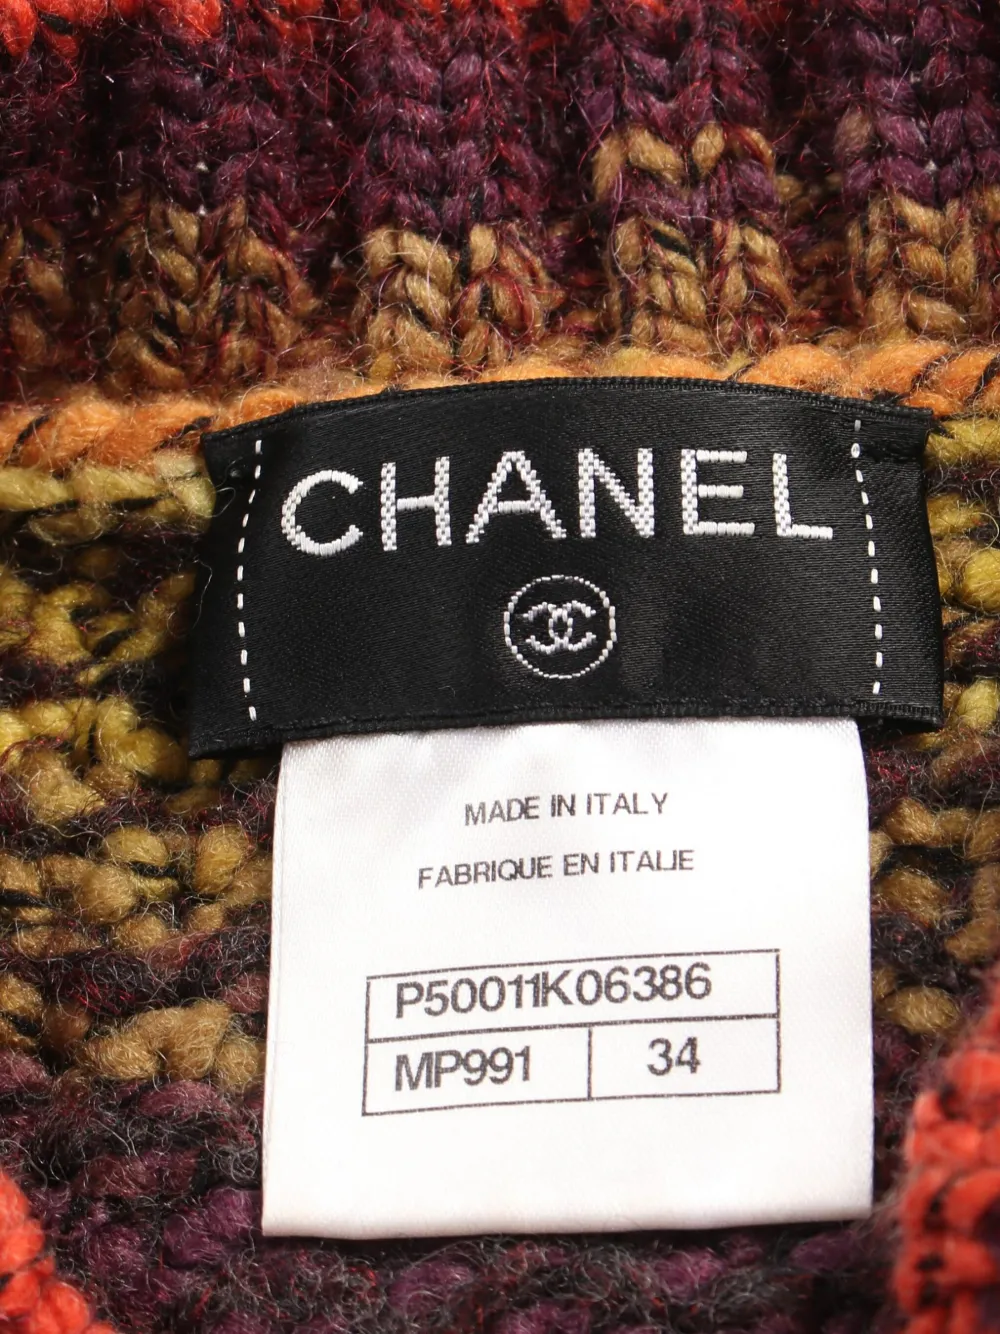 CHANEL
MADE IN ITALY
FABRIQUE EN ITALIE
P50011K06386
MP991 34